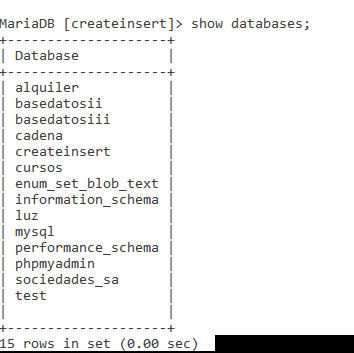 MariaDB [createinsert]> show databases;
+--------------------+
| Database           |
+--------------------+
| alquiler           |
| basedatosii        |
| basedatosiii       |
| cadena             |
| createinsert       |
| cursos             |
| enum_set_blob_text |
| information_schema |
| luz                |
| mysql              |
| performance_schema |
| phpmyadmin         |
| sociedades_sa      |
| test               |
|                    |
+--------------------+
15 rows in set (0.00 sec)